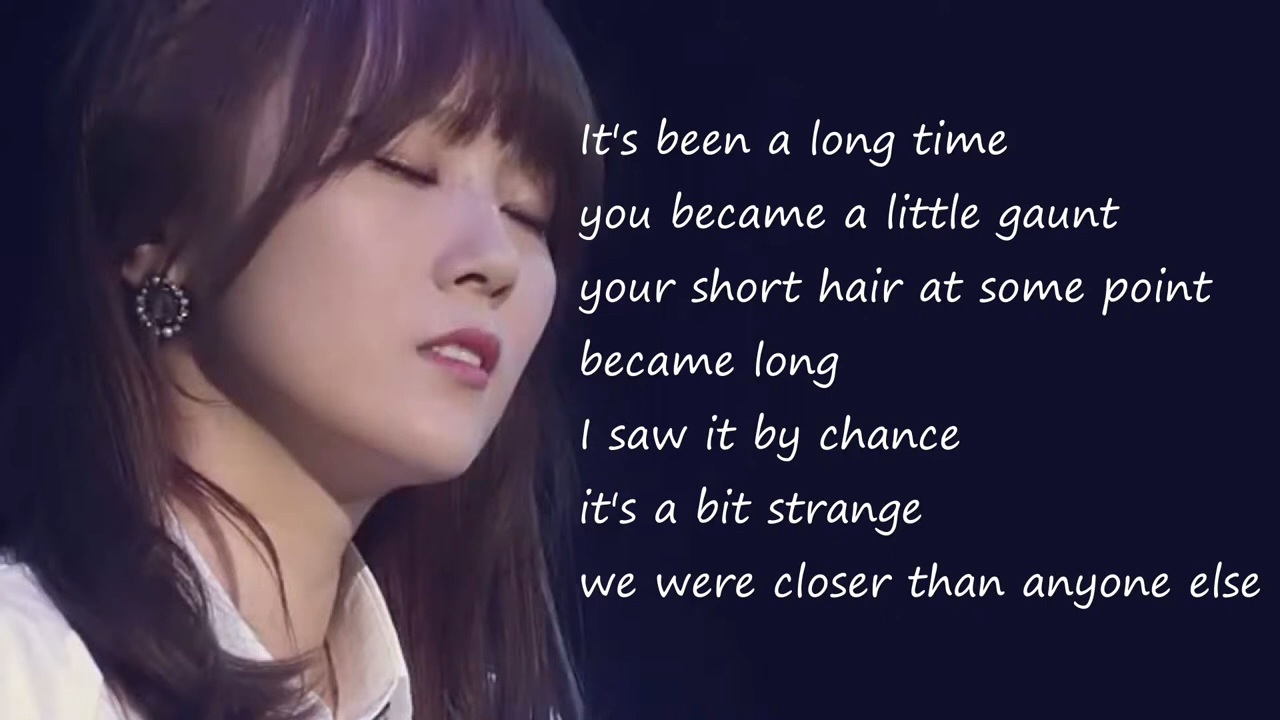 It's been a long time
you became a little gaunt
your short hair at some point
became long
I saw it by chance
it's a bit strange
we were closer than anyone else